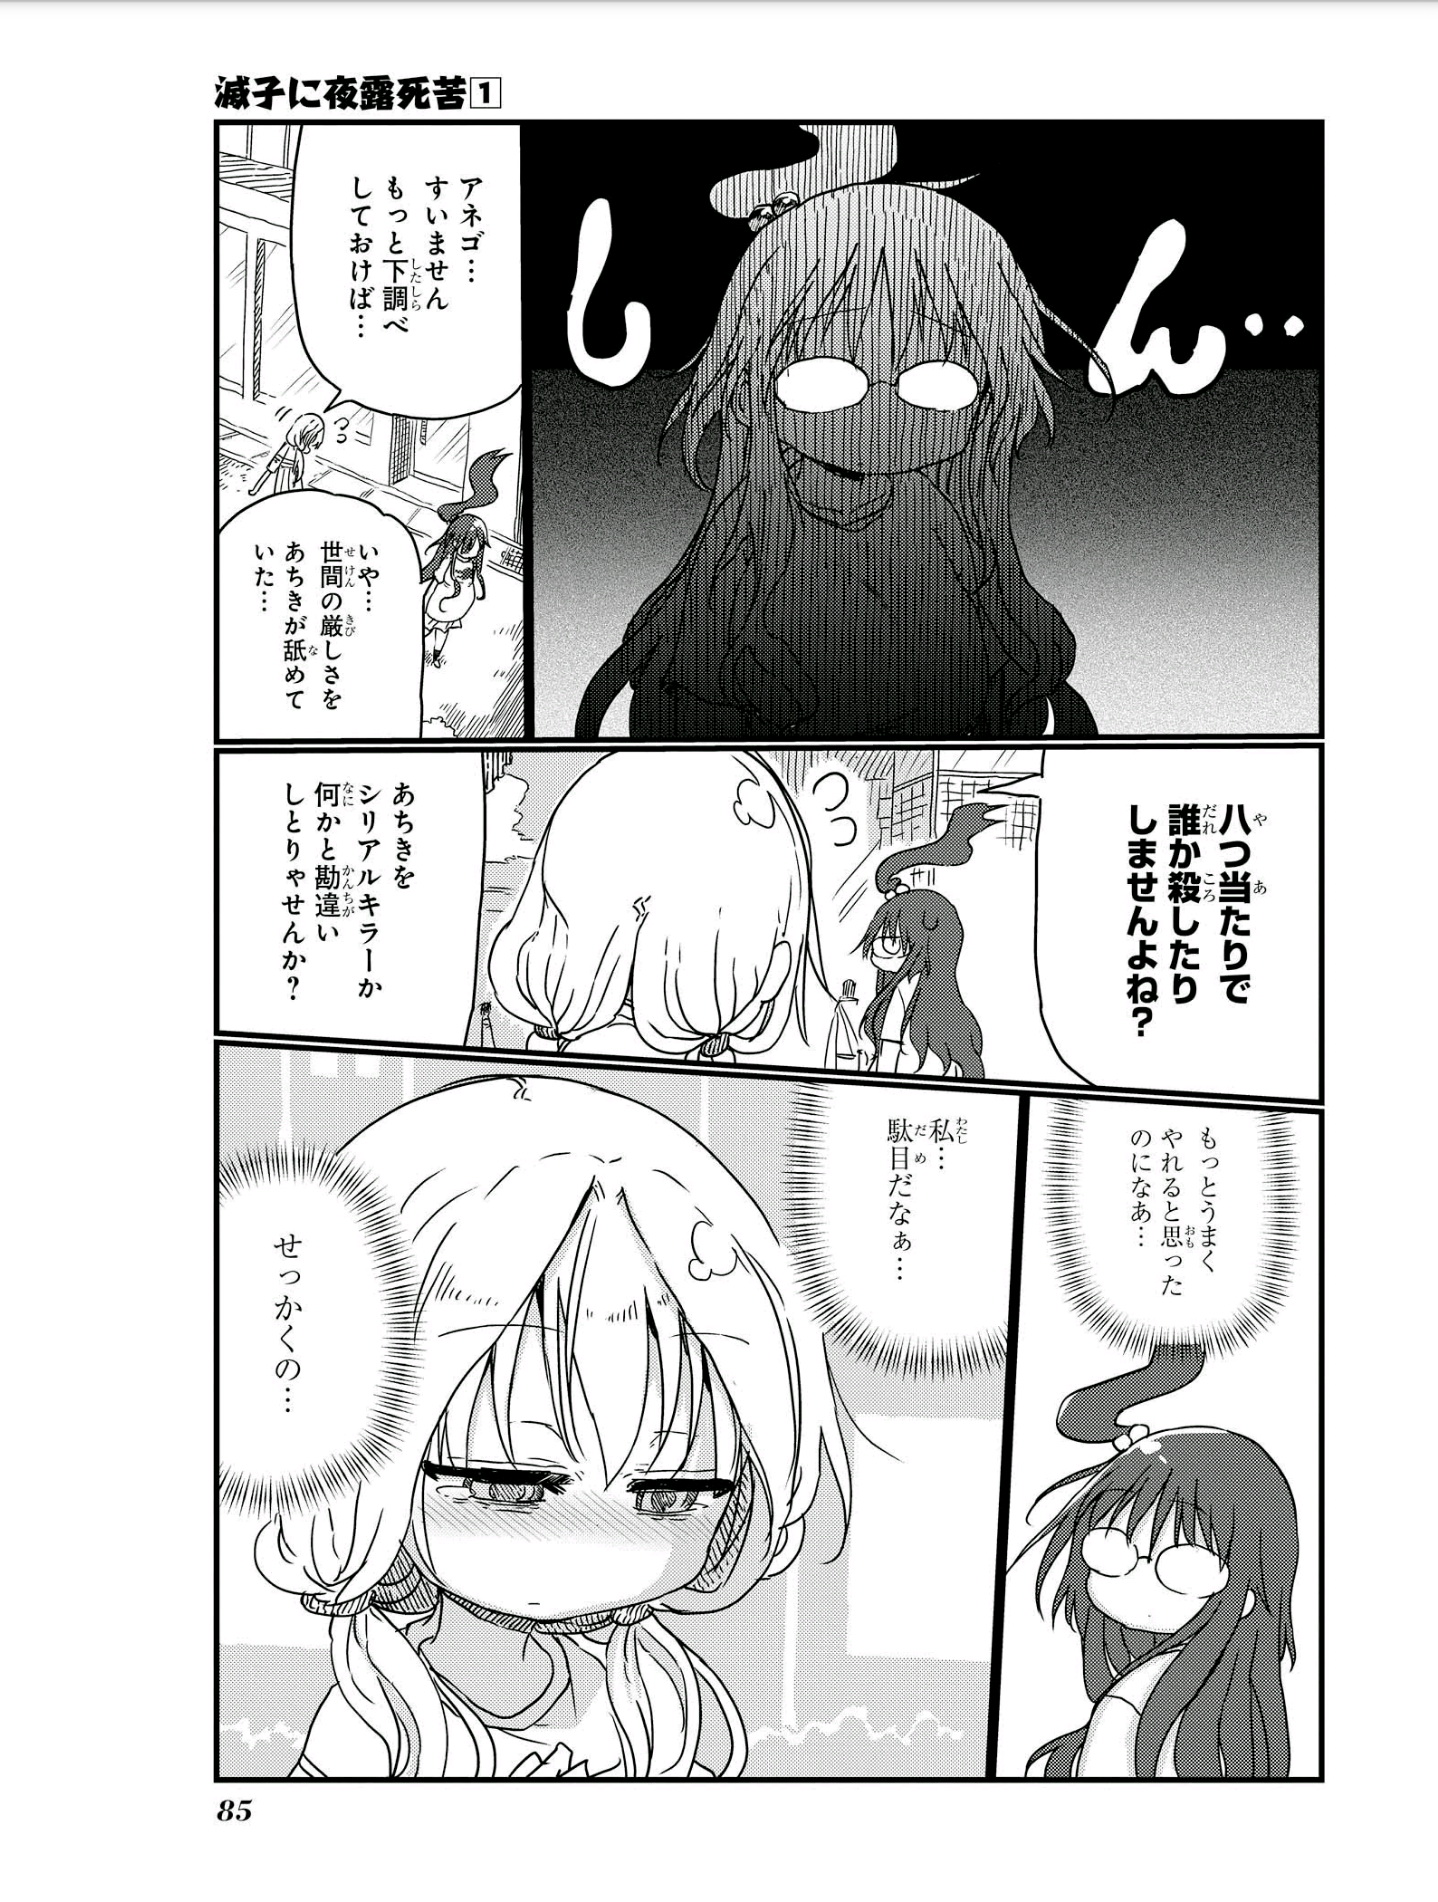 滅子に夜露死苦1
しん‥
アネゴ…
すいません
もっと下調べ
しておけば…
いや…
世間の厳しさを
あちきが舐めて
いた…
八つ当たりで
誰か殺したり
しませんよね?
あちきを
シリアルキラーか
何かと勘違い
しとりゃせんか?
もっとうまく
やれると思った
のになあ…
私…
駄目だなぁ…
せっかくの…
85